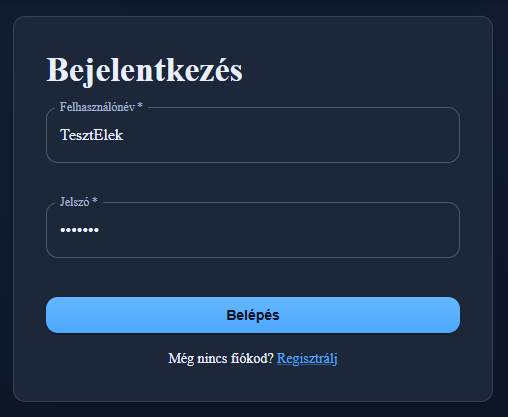 Bejelentkezés
Felhasználónév *
TesztElek
Jelszó *
•••••••
Belépés
Még nincs fiókod? Regisztrálj